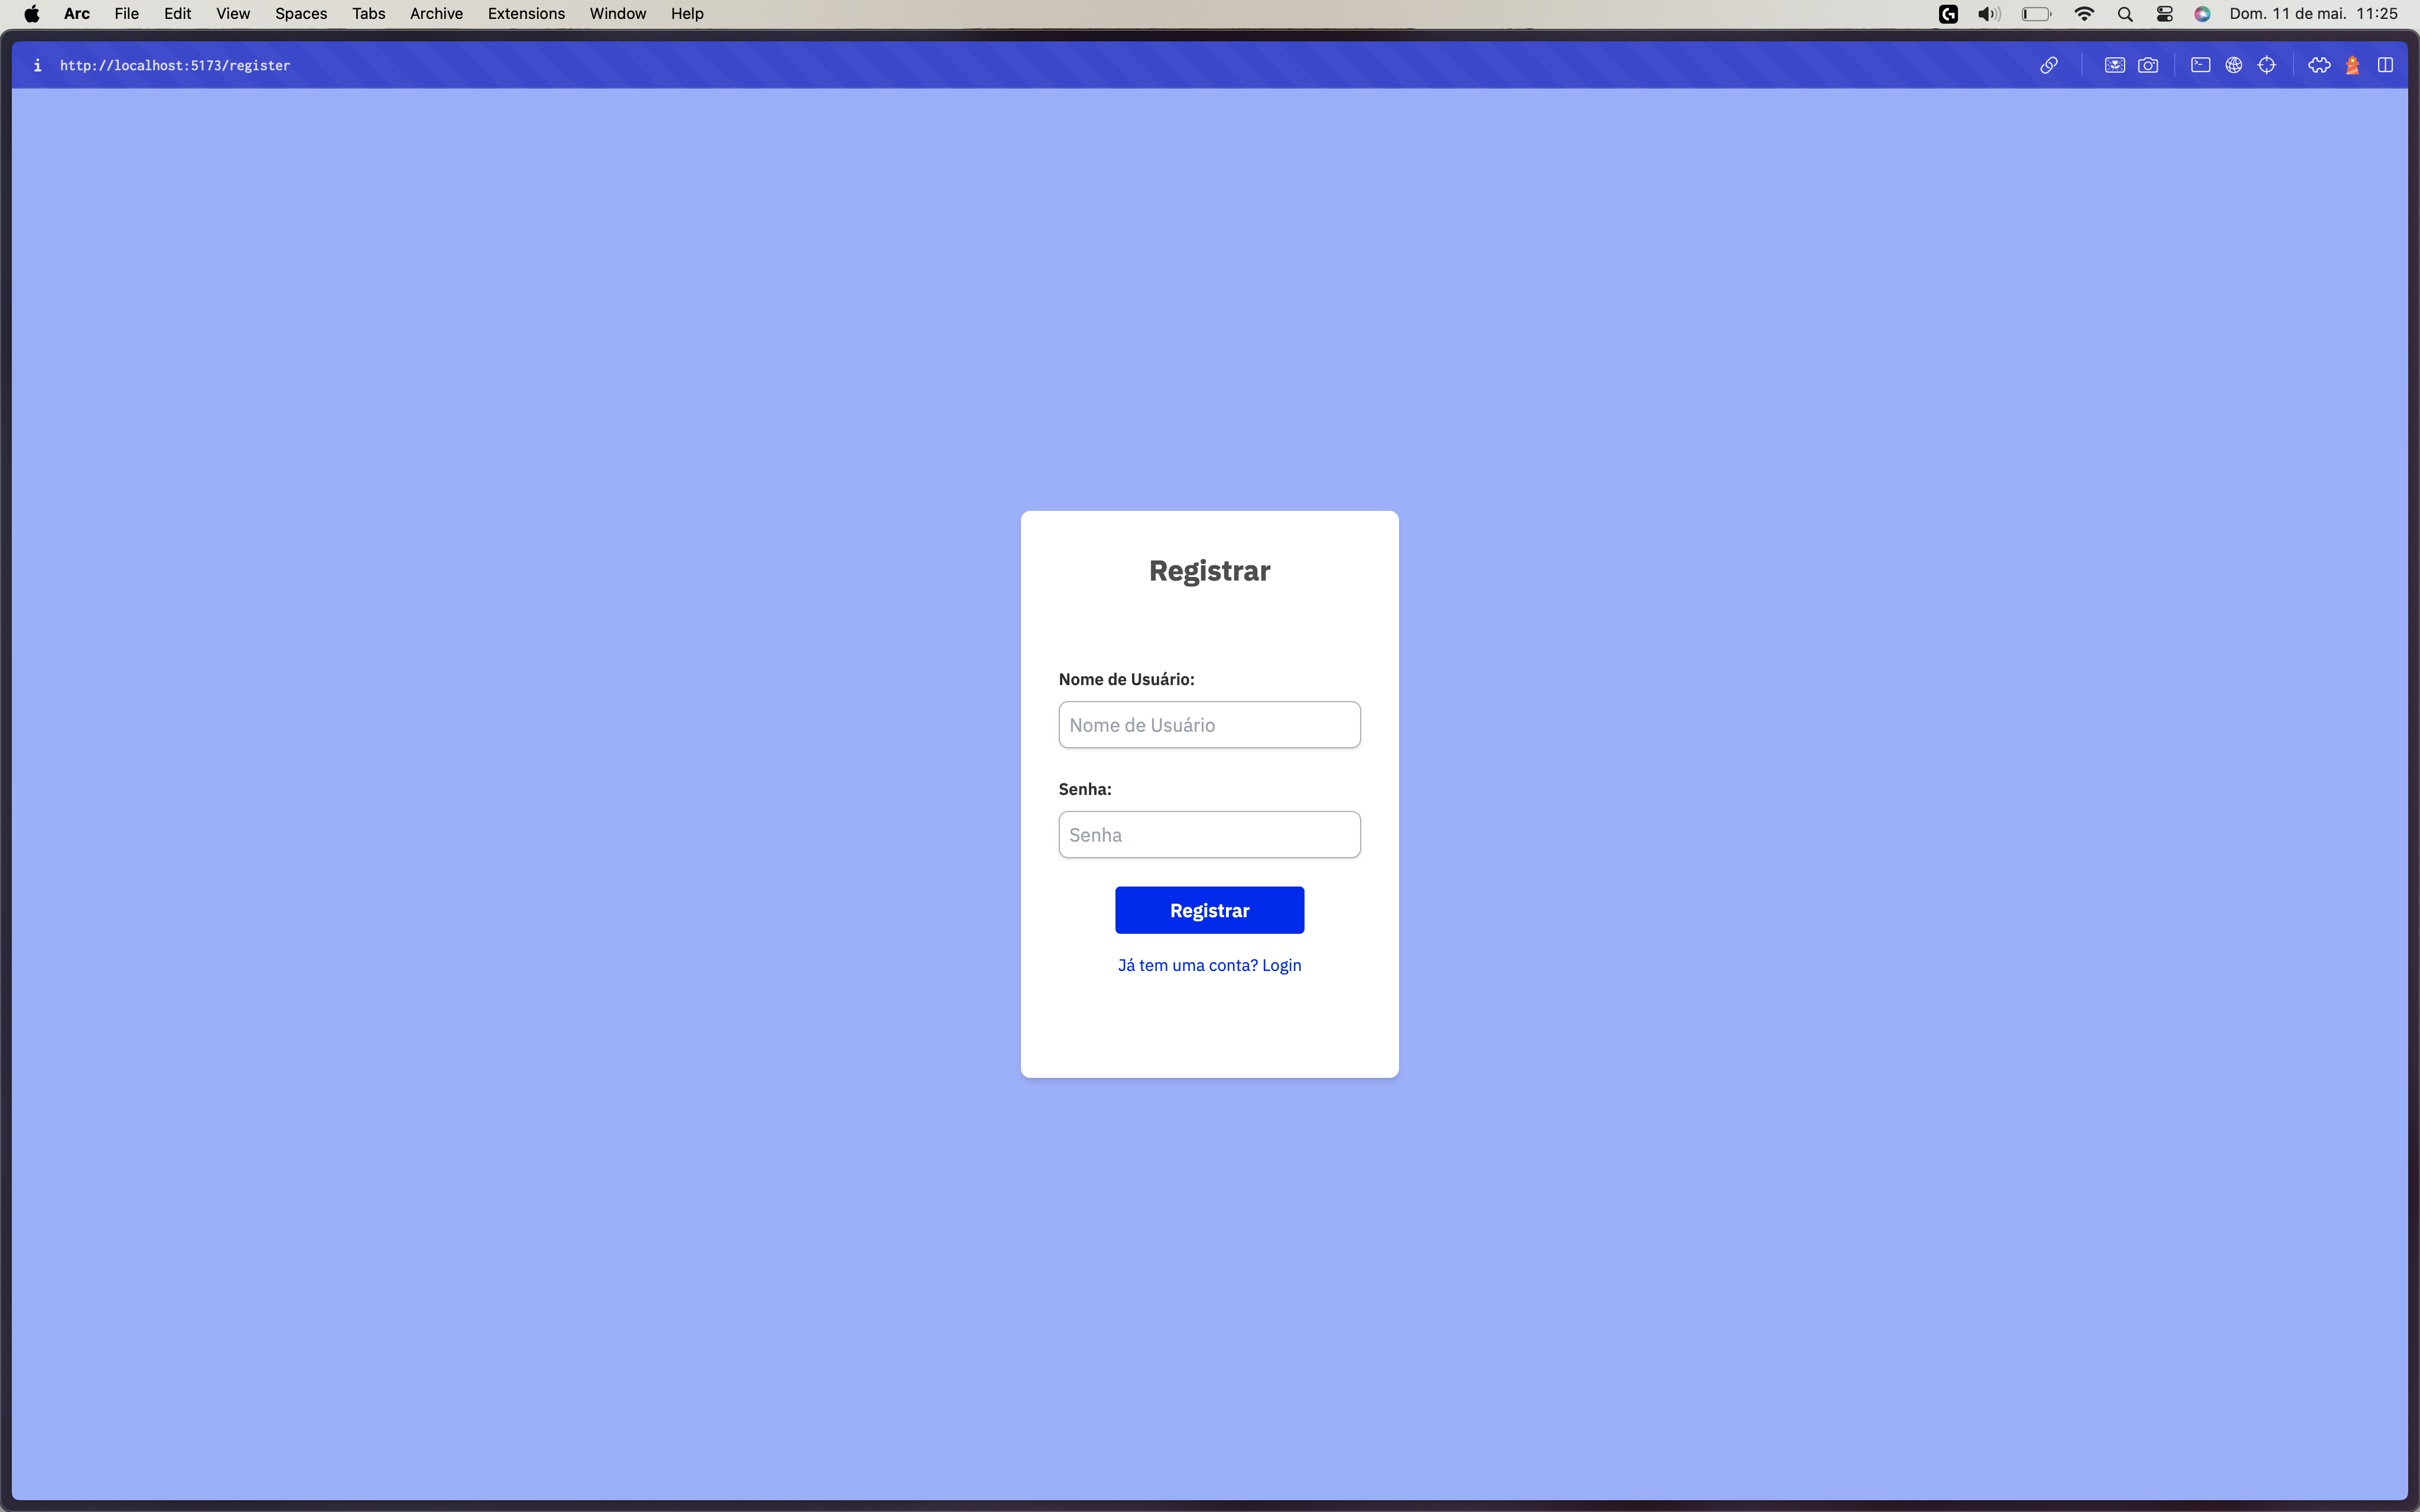 Arc File Edit View Spaces Tabs Archive Extensions Window Help Dom. 11 de mai. 11:25
http://localhost:5173/register
Registrar
Nome de Usuário:
Nome de Usuário
Senha:
Senha
Registrar
Já tem uma conta? Login